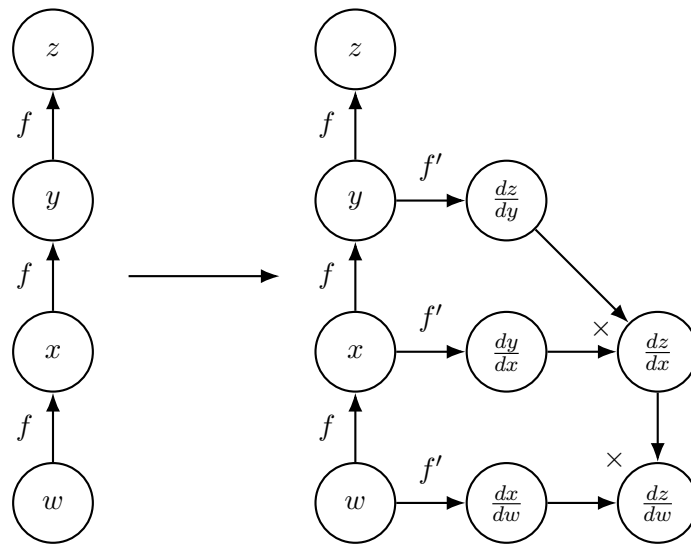 z z
f f
y f′ y dz/dy
f f
x f′ x dy/dx × dz/dx
f f
w f′ w dx/dw × dz/dw